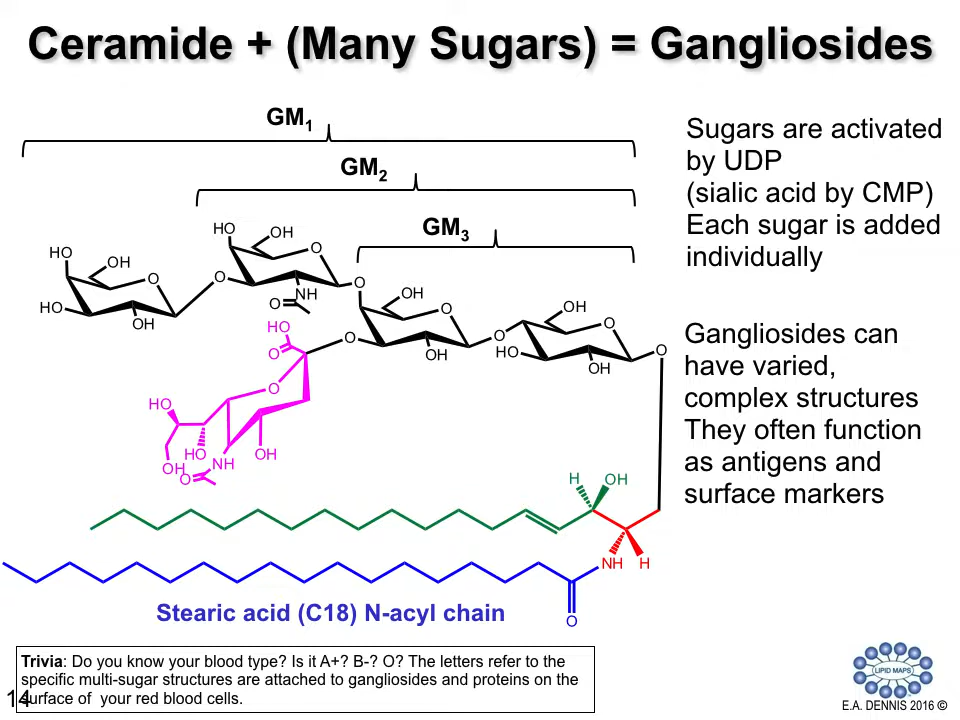 Ceramide + (Many Sugars) = Gangliosides
GM1
GM2
GM3
Sugars are activated
by UDP
(sialic acid by CMP)
Each sugar is added
individually
Gangliosides can
have varied,
complex structures
They often function
as antigens and
surface markers
HO
OH
HO
OH
O
HO
OH
O
O
NH
O
O
OH
O
HO
OH
O
O
OH
O
HO
OH
O
HO
O
O
HO
HO
OH
NH
O
OH
H
OH
NH
H
O
Stearic acid (C18) N-acyl chain
Trivia: Do you know your blood type? Is it A+? B-? O? The letters refer to the
specific multi-sugar structures are attached to gangliosides and proteins on the
surface of your red blood cells.
14
LIPID MAPS
E.A. DENNIS 2016 ©